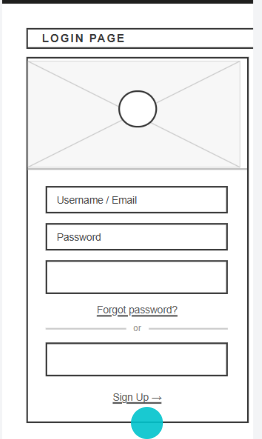 LOGIN PAGE
Username / Email
Password
Forgot password?
or
Sign Up →